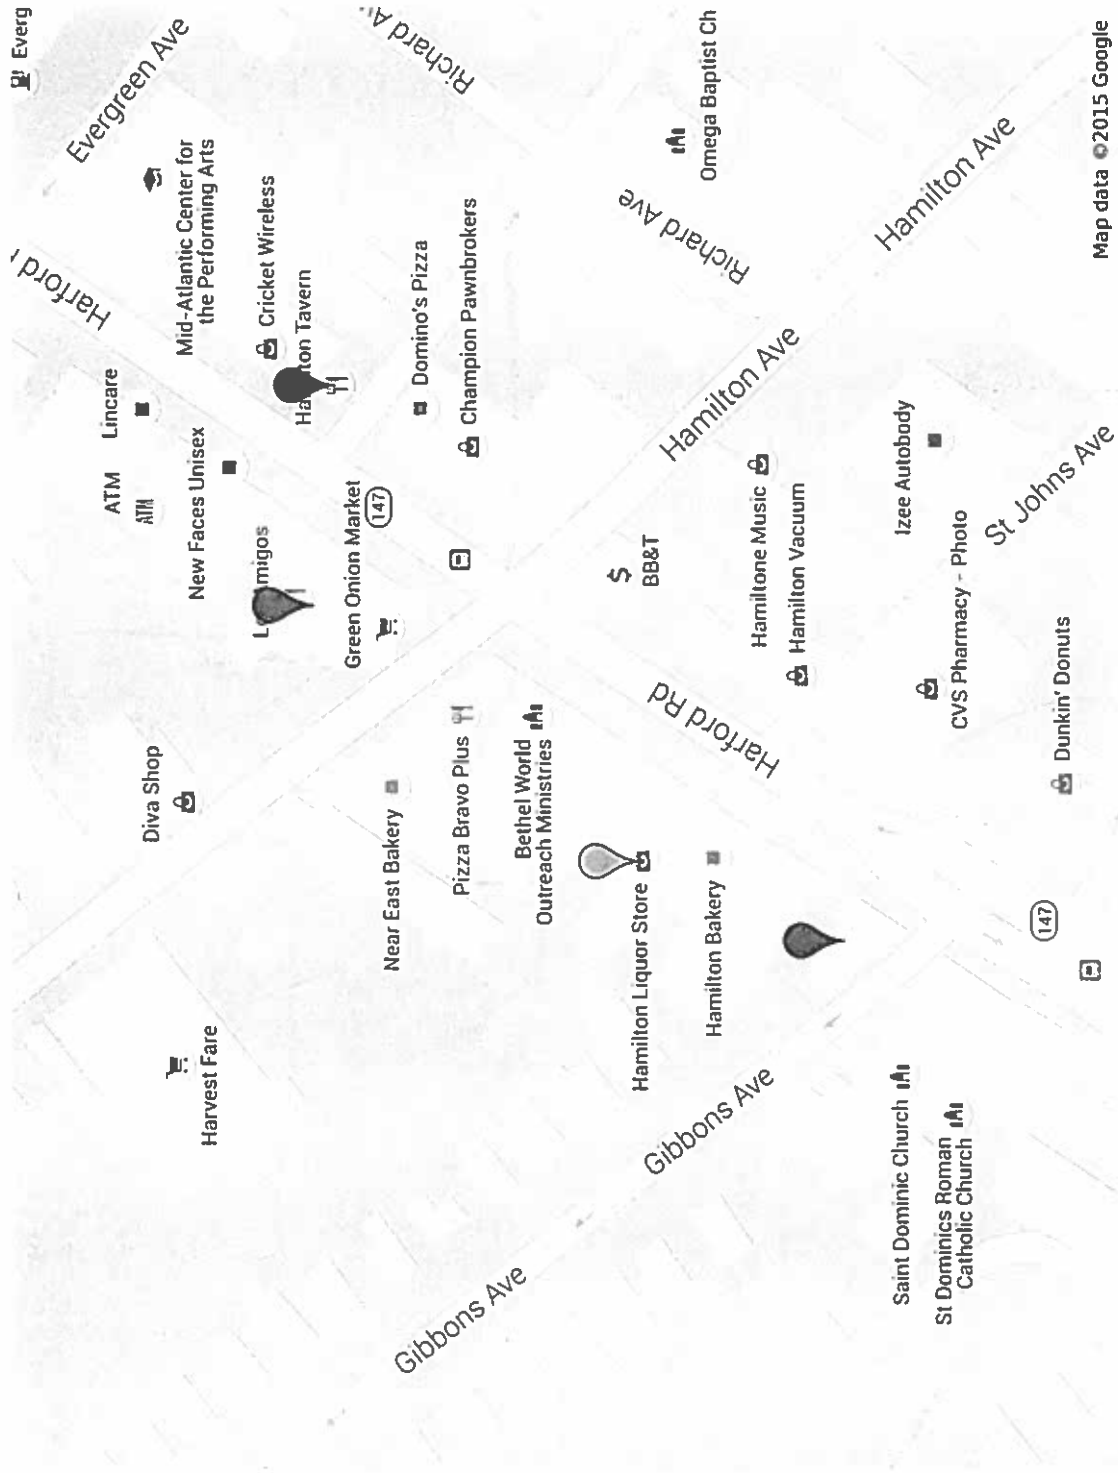 Everg
Evergreen Ave
Richard Av
Mid-Atlantic Center for
the Performing Arts
Harford
Cricket Wireless
Lincare
ATM
ATM
New Faces Unisex
Tavern
Domino's Pizza
Champion Pawnbrokers
Omega Baptist Ch
Richard Ave
Hamilton Ave
Hamilton Ave
migos
Green Onion Market
147
Diva Shop
$
BB&T
Hamiltone Music
Hamilton Vacuum
Izee Autobody
St Johns Ave
CVS Pharmacy - Photo
Dunkin' Donuts
Harford Rd
Near East Bakery
Pizza Bravo Plus
Bethel World
Outreach Ministries
Hamilton Liquor Store
Hamilton Bakery
147
Harvest Fare
Gibbons Ave
Gibbons Ave
Saint Dominic Church
St Dominics Roman
Catholic Church
Map data ©2015 Google